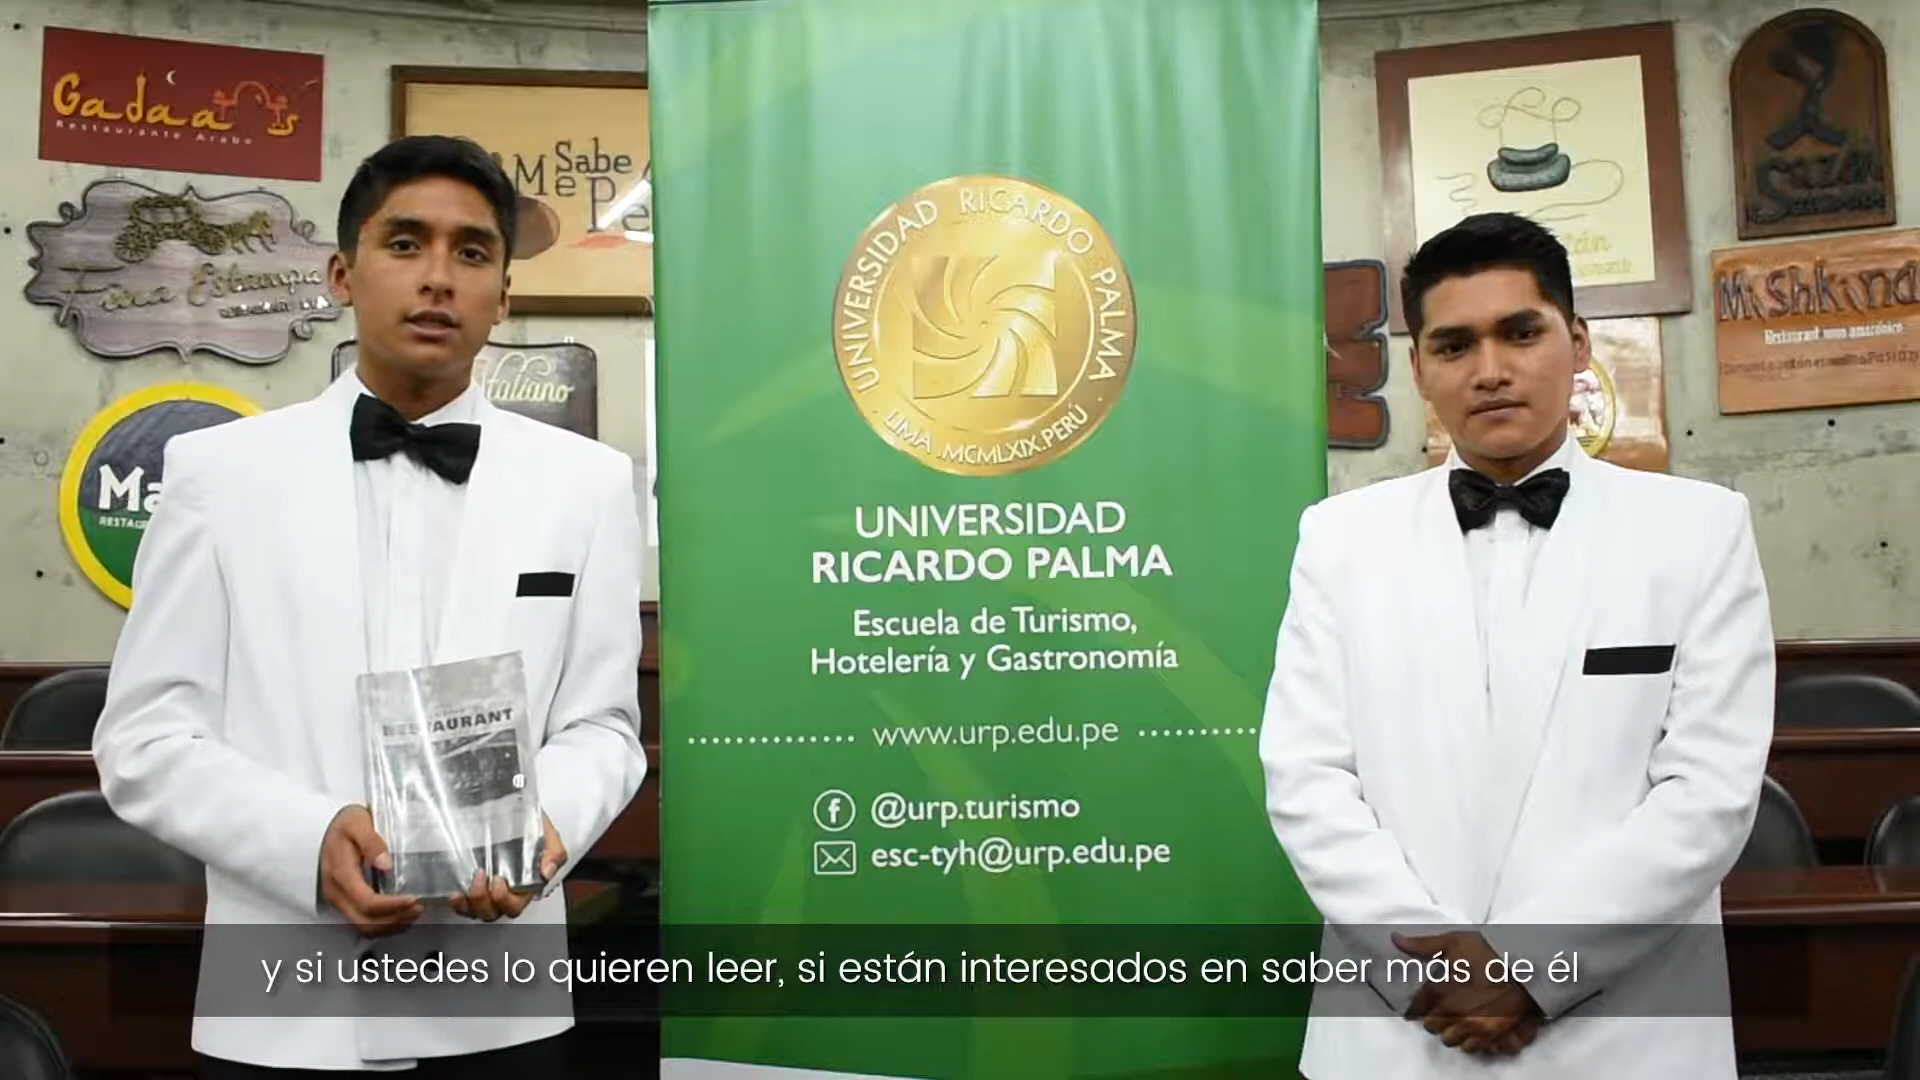 Gadaa's
Restaurante Arabe
Sabe
Me
Fina Estampa
Italiano
UNIVERSIDAD RICARDO PALMA
LIMA .MCMLXIX.PERÚ
UNIVERSIDAD
RICARDO PALMA
Escuela de Turismo,
Hotelería y Gastronomía
www.urp.edu.pe
@urp.turismo
esc-tyh@urp.edu.pe
RESTAURANT
Sazón
Mishkina
Restaurant
y si ustedes lo quieren leer, si están interesados en saber más de él